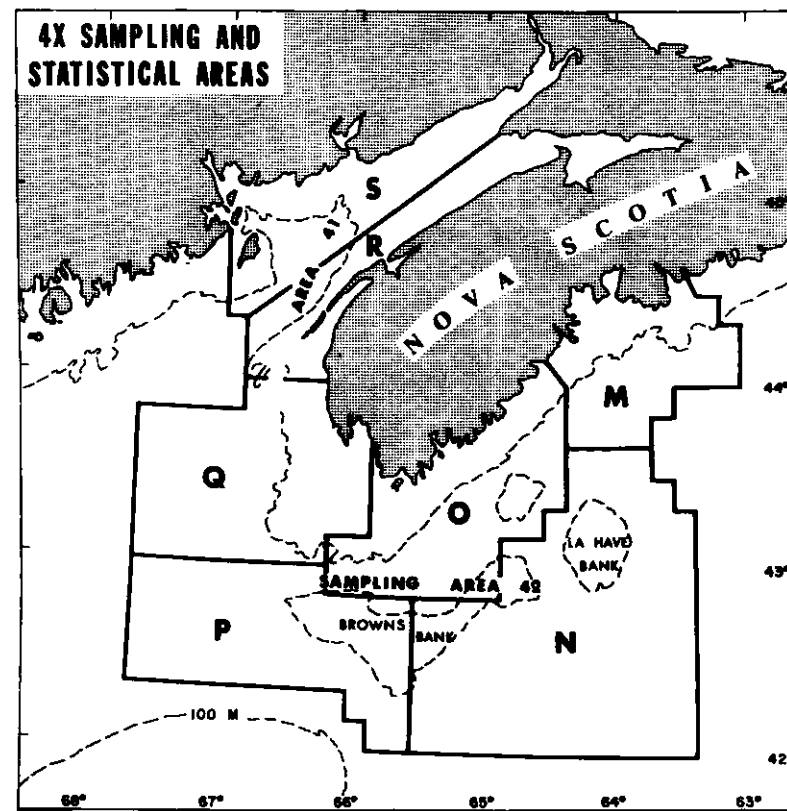 4X SAMPLING AND
STATISTICAL AREAS
S
R
AREA 41
NOVA SCOTIA
M
44°
Q
O
LA HAVE
BANK
SAMPLING AREA 42
43°
P
BROWNS
BANK
N
100 M
42
68° 67° 66° 65° 64° 63°